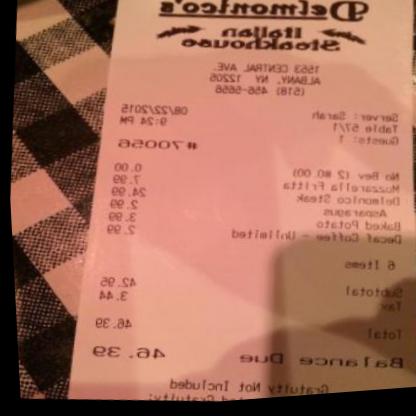 Delmonico's
Italian
Steakhouse
1553 CENTRAL AVE.
ALBANY, NY 12205
(518) 456-5656
Server: Sarah 08/22/2015
Table 57/1 9:24 PM
Guests: 1
#70056
No Bev (2 @0.00) 0.00
Mozzarella Fritta 7.99
Delmonico Steak 24.99
Asparagus 2.99
Baked Potato 3.99
Decaf Coffee - Unlimited 2.99
6 Items
Subtotal 42.95
Tax 3.44
Total 46.39
Balance Due 46.39
Gratuity Not Included
Gratuity: